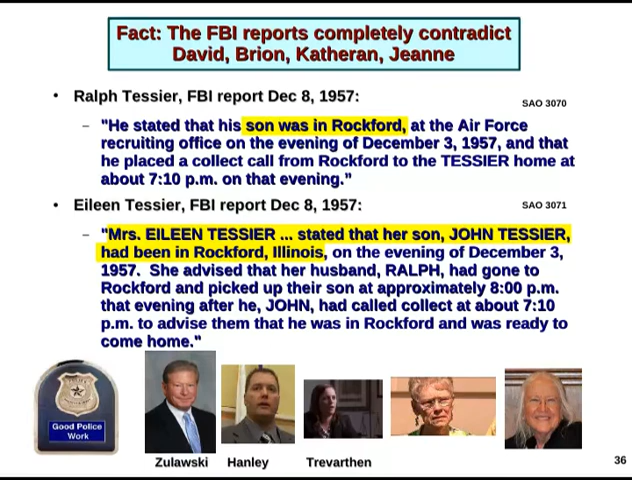 Fact: The FBI reports completely contradict
David, Brion, Katheran, Jeanne
• Ralph Tessier, FBI report Dec 8, 1957:
SAO 3070
– "He stated that his son was in Rockford, at the Air Force
recruiting office on the evening of December 3, 1957, and that
he placed a collect call from Rockford to the TESSIER home at
about 7:10 p.m. on that evening.”
• Eileen Tessier, FBI report Dec 8, 1957:
SAO 3071
– "Mrs. EILEEN TESSIER ... stated that her son, JOHN TESSIER,
had been in Rockford, Illinois, on the evening of December 3,
1957. She advised that her husband, RALPH, had gone to
Rockford and picked up their son at approximately 8:00 p.m.
that evening after he, JOHN, had called collect at about 7:10
p.m. to advise them that he was in Rockford and was ready to
come home."
Good Police
Work
Zulawski Hanley Trevarthen
36